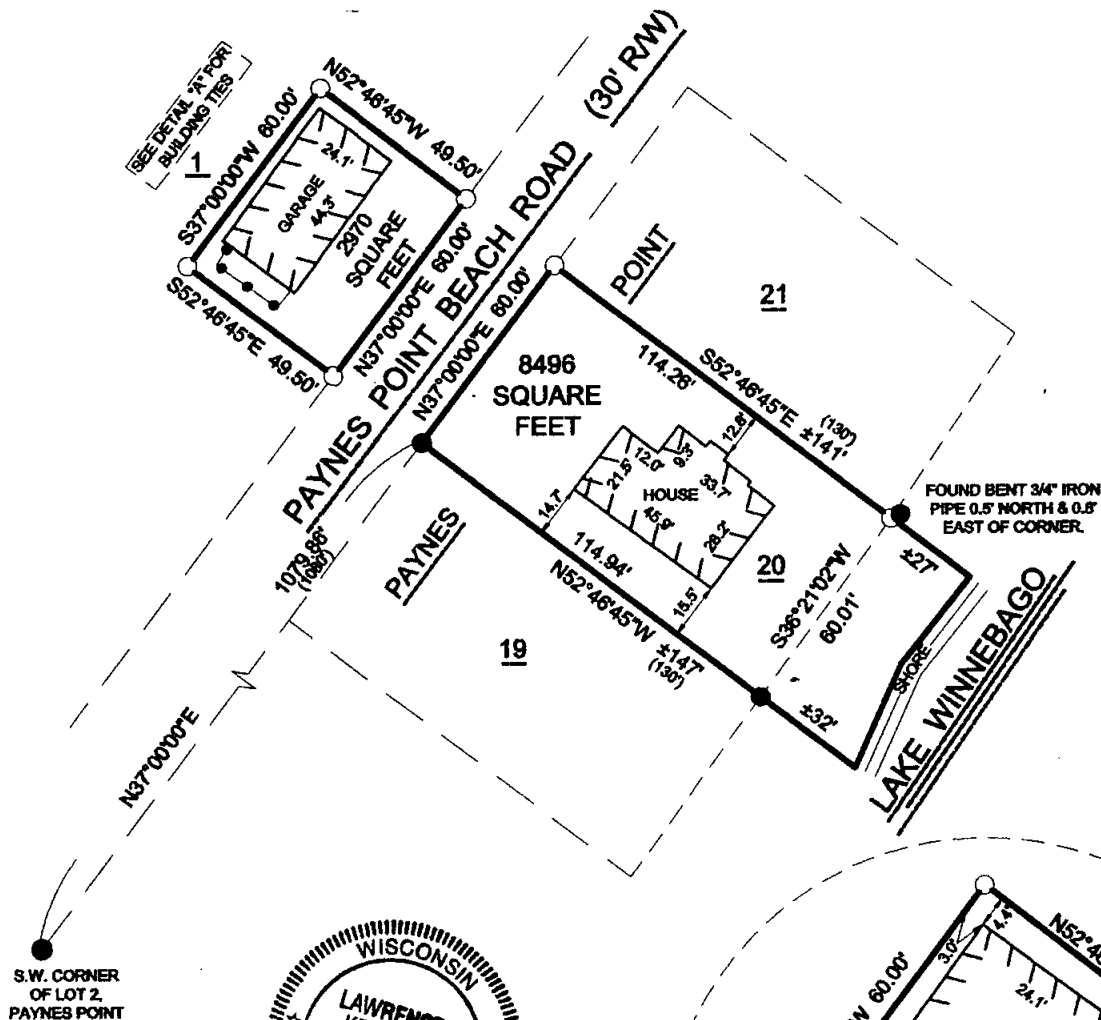 SEE DETAIL "A" FOR
BUILDING TIES
1
N52°46'45"W 49.50'
S37°00'00"W 60.00'
24.1'
GARAGE
44.3'
2970
SQUARE
FEET
S52°46'45"E 49.50'
N37°00'00"E 60.00'
PAYNES POINT BEACH ROAD (30' R/W)
N37°00'00"E 60.00'
POINT
21
8496
SQUARE
FEET
114.26'
S52°46'45"E ±141'
(130')
12.8'
12.0'
9.3'
21.5'
33.7'
HOUSE
45.9'
28.2'
14.7'
15.5'
FOUND BENT 3/4" IRON
PIPE 0.5' NORTH & 0.6'
EAST OF CORNER.
±27'
20
S36°21'02"W
60.01'
114.94'
N52°46'45"W ±147'
(130')
±32'
SHORE
LAKE WINNEBAGO
PAYNES
19
1079.86'
(1080')
N37°00'00"E
S.W. CORNER
OF LOT 2,
PAYNES POINT
WISCONSIN
4.4'
3.0'
24.1'
N52°46
W 60.00'